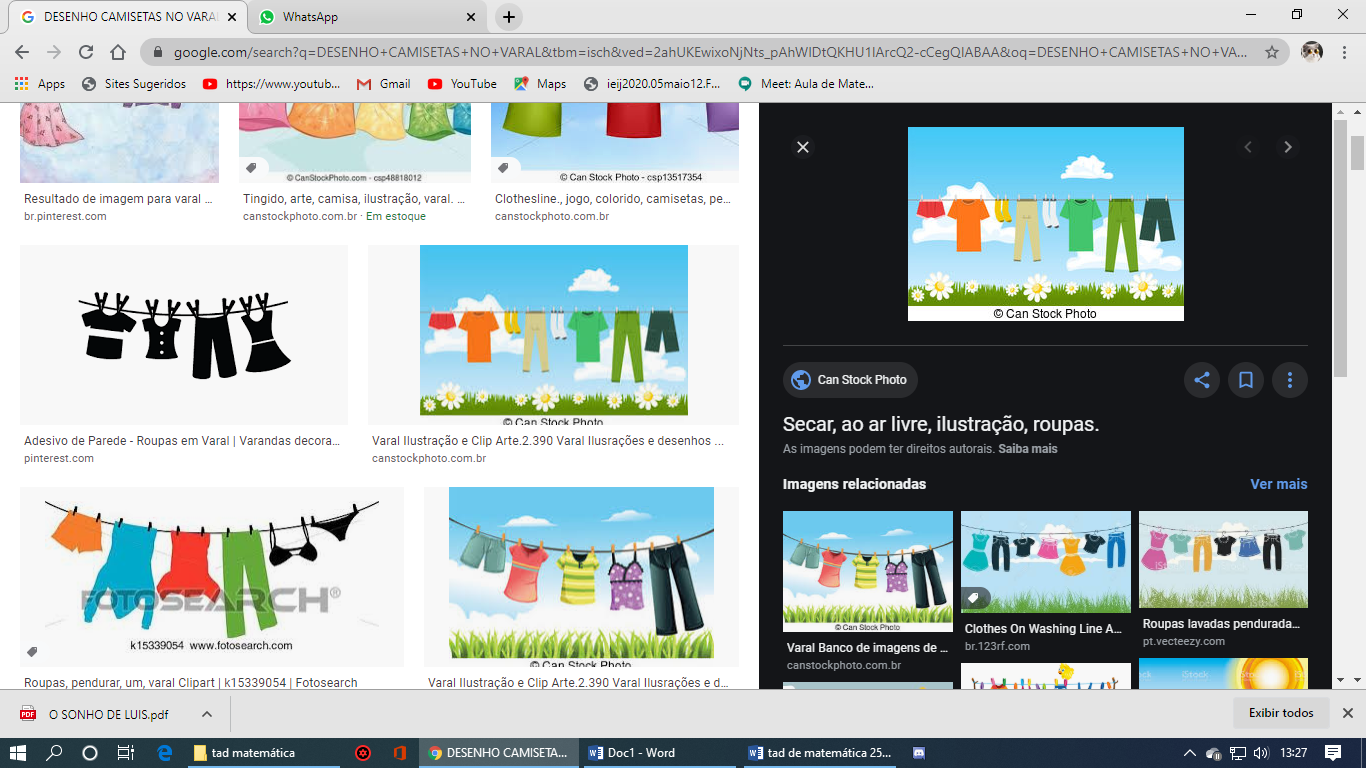 DESENHO CAMISETAS NO VARA
WhatsApp
google.com/search?q=DESENHO+CAMISETAS+NO+VARAL&tbm=isch&ved=2ahUKEwixoNjNts_pAhWIDtQKHU1lArcQ2-cCegQIABAA&oq=DESENHO+CAMISETAS+NO+VA...
Apps
Sites Sugeridos
https://www.youtub...
Gmail
YouTube
Maps
ieij2020.05maio12.F...
Meet: Aula de Mate...
© CanStockPhoto.com - csp48818012
© Can Stock Photo - csp13517354
Resultado de imagem para varal ...
br.pinterest.com
Tingido, arte, camisa, ilustração, varal. ...
canstockphoto.com.br · Em estoque
Clothesline., jogo, colorido, camisetas, pe...
canstockphoto.com.br
© Can Stock Photo
Adesivo de Parede - Roupas em Varal | Varandas decora...
pinterest.com
Varal Ilustração e Clip Arte.2.390 Varal Ilusrações e desenhos ...
canstockphoto.com.br
FOTOSEARCH®
k15339054 www.fotosearch.com
© Can Stock Photo
Roupas, pendurar, um, varal Clipart | k15339054 | Fotosearch
Varal Ilustração e Clip Arte.2.390 Varal Ilusrações e d...
© Can Stock Photo
Can Stock Photo
Secar, ao ar livre, ilustração, roupas.
As imagens podem ter direitos autorais. Saiba mais
Imagens relacionadas
Ver mais
© Can Stock Photo
Varal Banco de imagens de ...
canstockphoto.com.br
Clothes On Washing Line A...
br.123rf.com
Roupas lavadas pendurada...
pt.vecteezy.com
iStock
O SONHO DE LUIS.pdf
Exibir todos
tad matemática
DESENHO CAMISETA...
Doc1 - Word
tad de matemática 25...
13:27